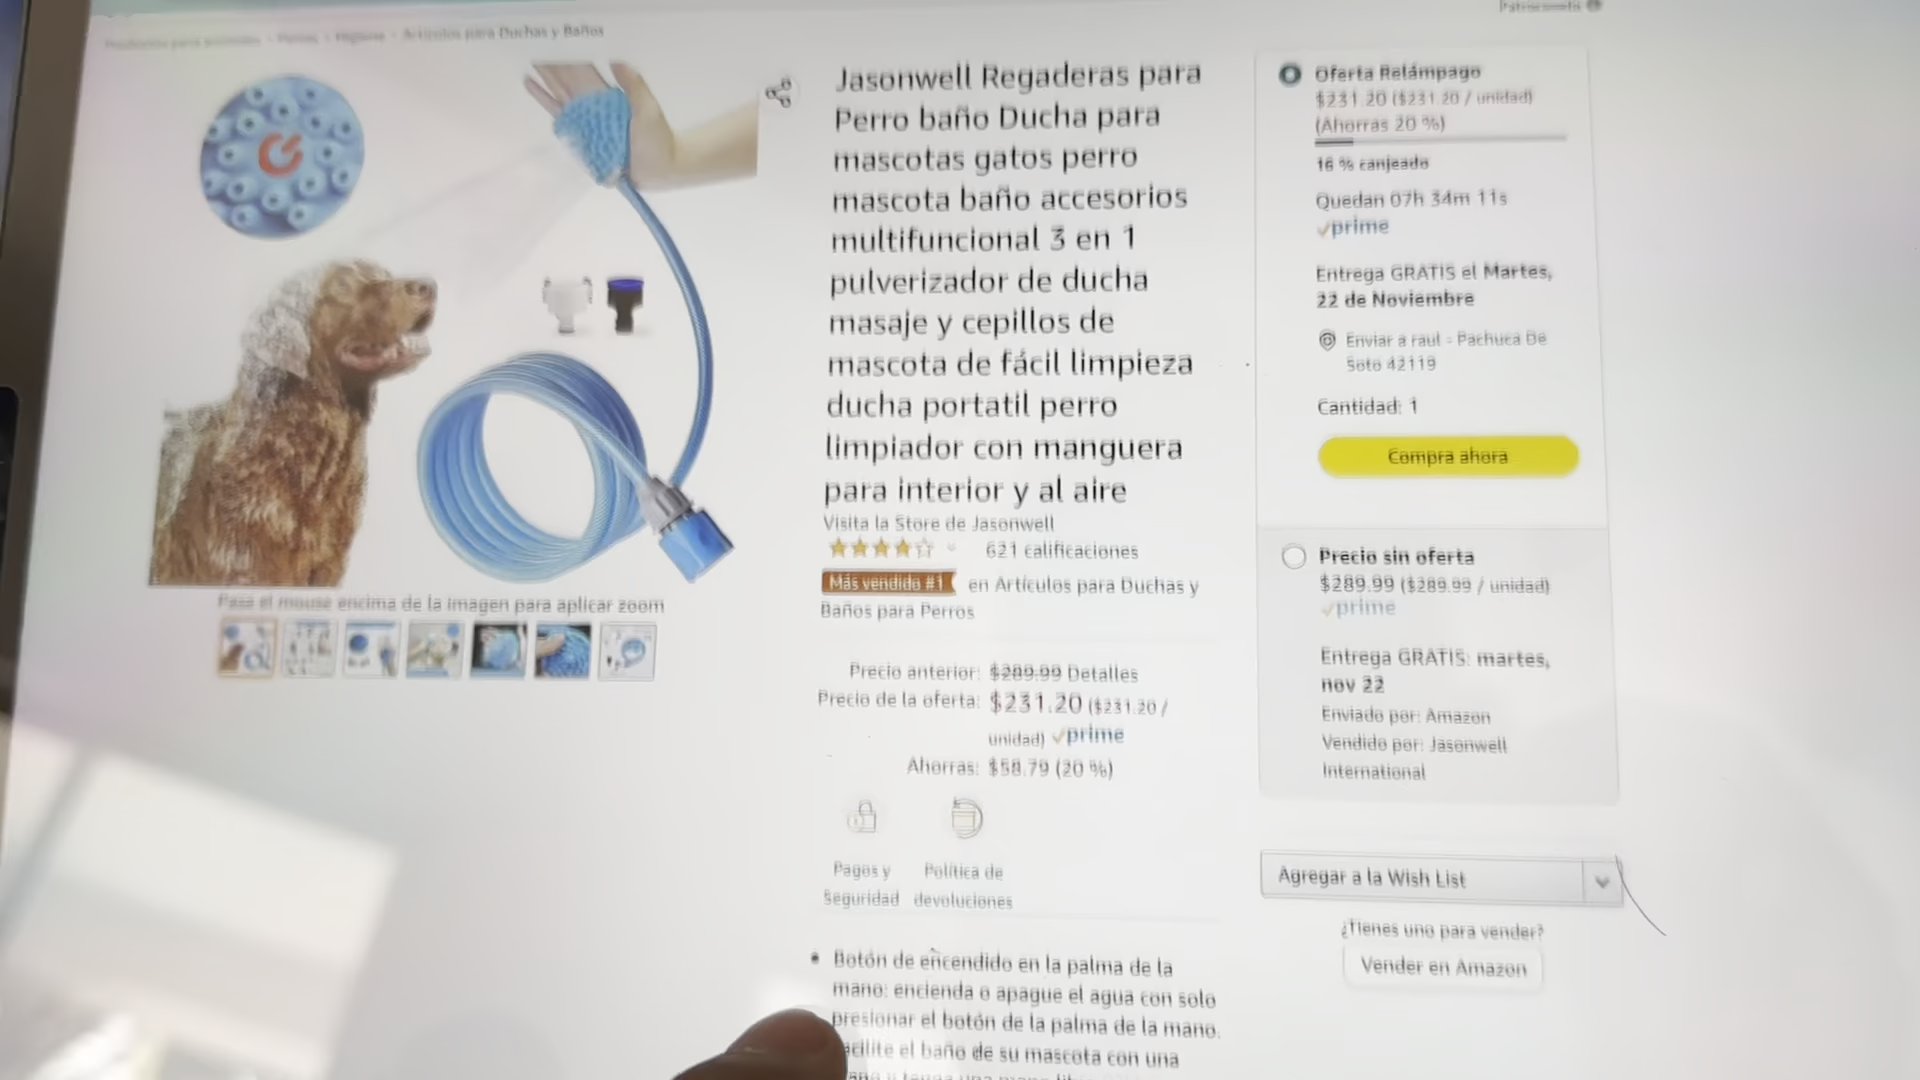 Patrocinado
Artículos para Duchas y Baños
Jasonwell Regaderas para
Perro baño Ducha para
mascotas gatos perro
mascota baño accesorios
multifuncional 3 en 1
pulverizador de ducha
masaje y cepillos de
mascota de fácil limpieza
ducha portatil perro
limpiador con manguera
para interior y al aire
Visita la Store de Jasonwell
621 calificaciones
Más vendido #1 en Artículos para Duchas y
Baños para Perros
Pasa el mouse encima de la imagen para aplicar zoom
Precio anterior: $289.99 Detalles
Precio de la oferta: $231.20 ($231.20 /
unidad) prime
Ahorras: $58.79 (20 %)
Pagos y
Seguridad
Política de
devoluciones
Botón de encendido en la palma de la
mano: encienda o apague el agua con solo
presionar el botón de la palma de la mano.
el baño de su mascota con una
Oferta Relámpago
$231.20 ($231.20 / unidad)
(Ahorras 20 %)
16 % canjeado
Quedan 07h 34m 11s
prime
Entrega GRATIS el Martes,
22 de Noviembre
Enviar a raul - Pachuca De
Soto 42119
Cantidad: 1
Compra ahora
Precio sin oferta
$289.99 ($289.99 / unidad)
prime
Entrega GRATIS: martes,
nov 22
Enviado por: Amazon
Vendido por: Jasonwell
International
Agregar a la Wish List
¿Tienes uno para vender?
Vender en Amazon